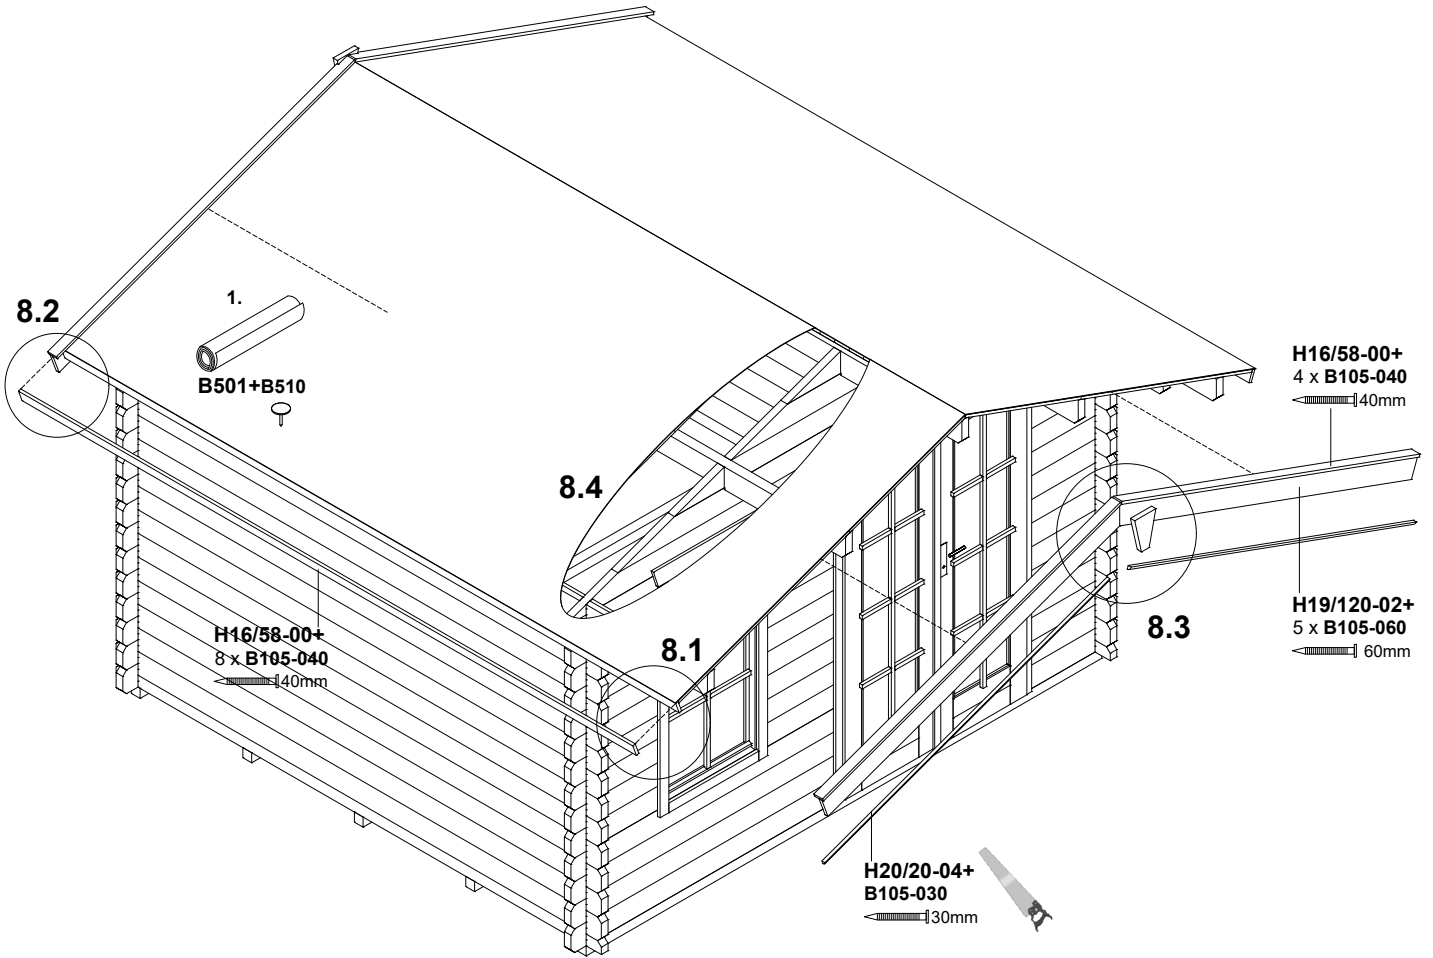 8.2
1.
B501+B510
8.4
H16/58-00+
4 x B105-040
40mm
8.3
H19/120-02+
5 x B105-060
60mm
H16/58-00+
8 x B105-040
40mm
8.1
H20/20-04+
B105-030
30mm